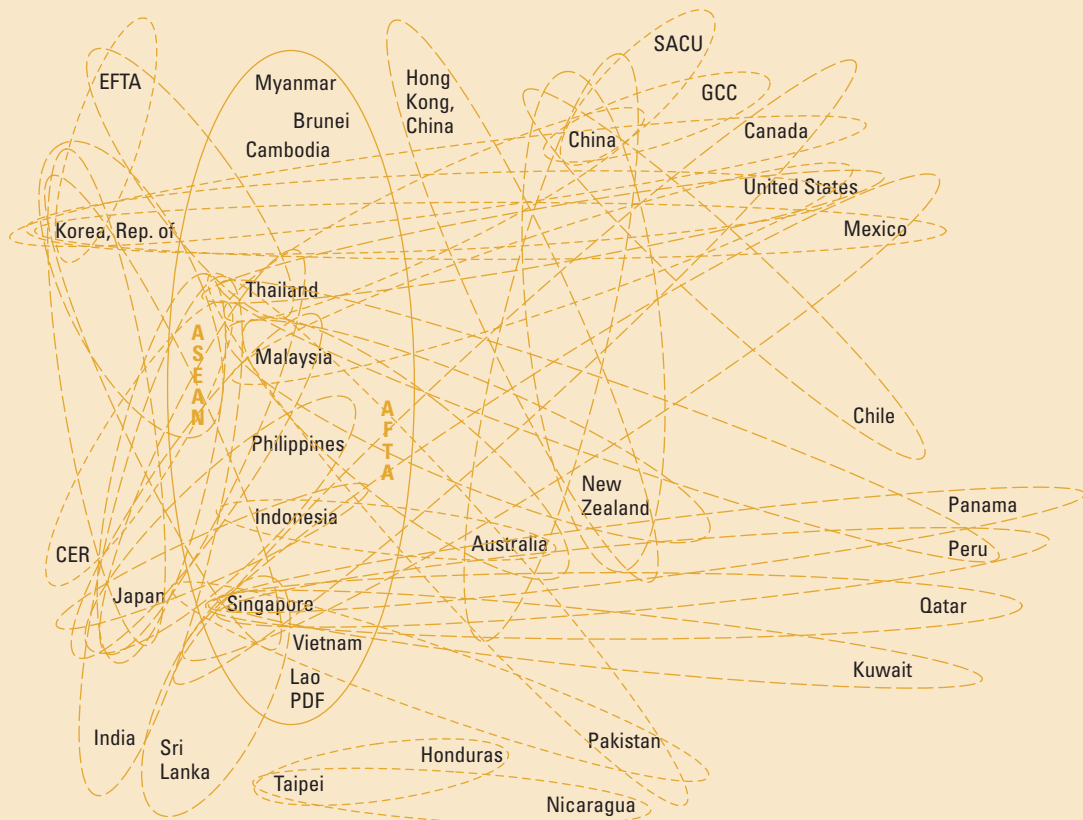 SACU
EFTA
Myanmar
Hong
Kong,
China
GCC
Brunei
Canada
China
Cambodia
United States
Korea, Rep. of
Mexico
Thailand
ASEAN
Malaysia
AFTA
Chile
Philippines
New
Zealand
Indonesia
Panama
Australia
Peru
CER
Japan
Singapore
Qatar
Vietnam
Kuwait
Lao
PDF
India
Sri
Lanka
Pakistan
Honduras
Taipei
Nicaragua